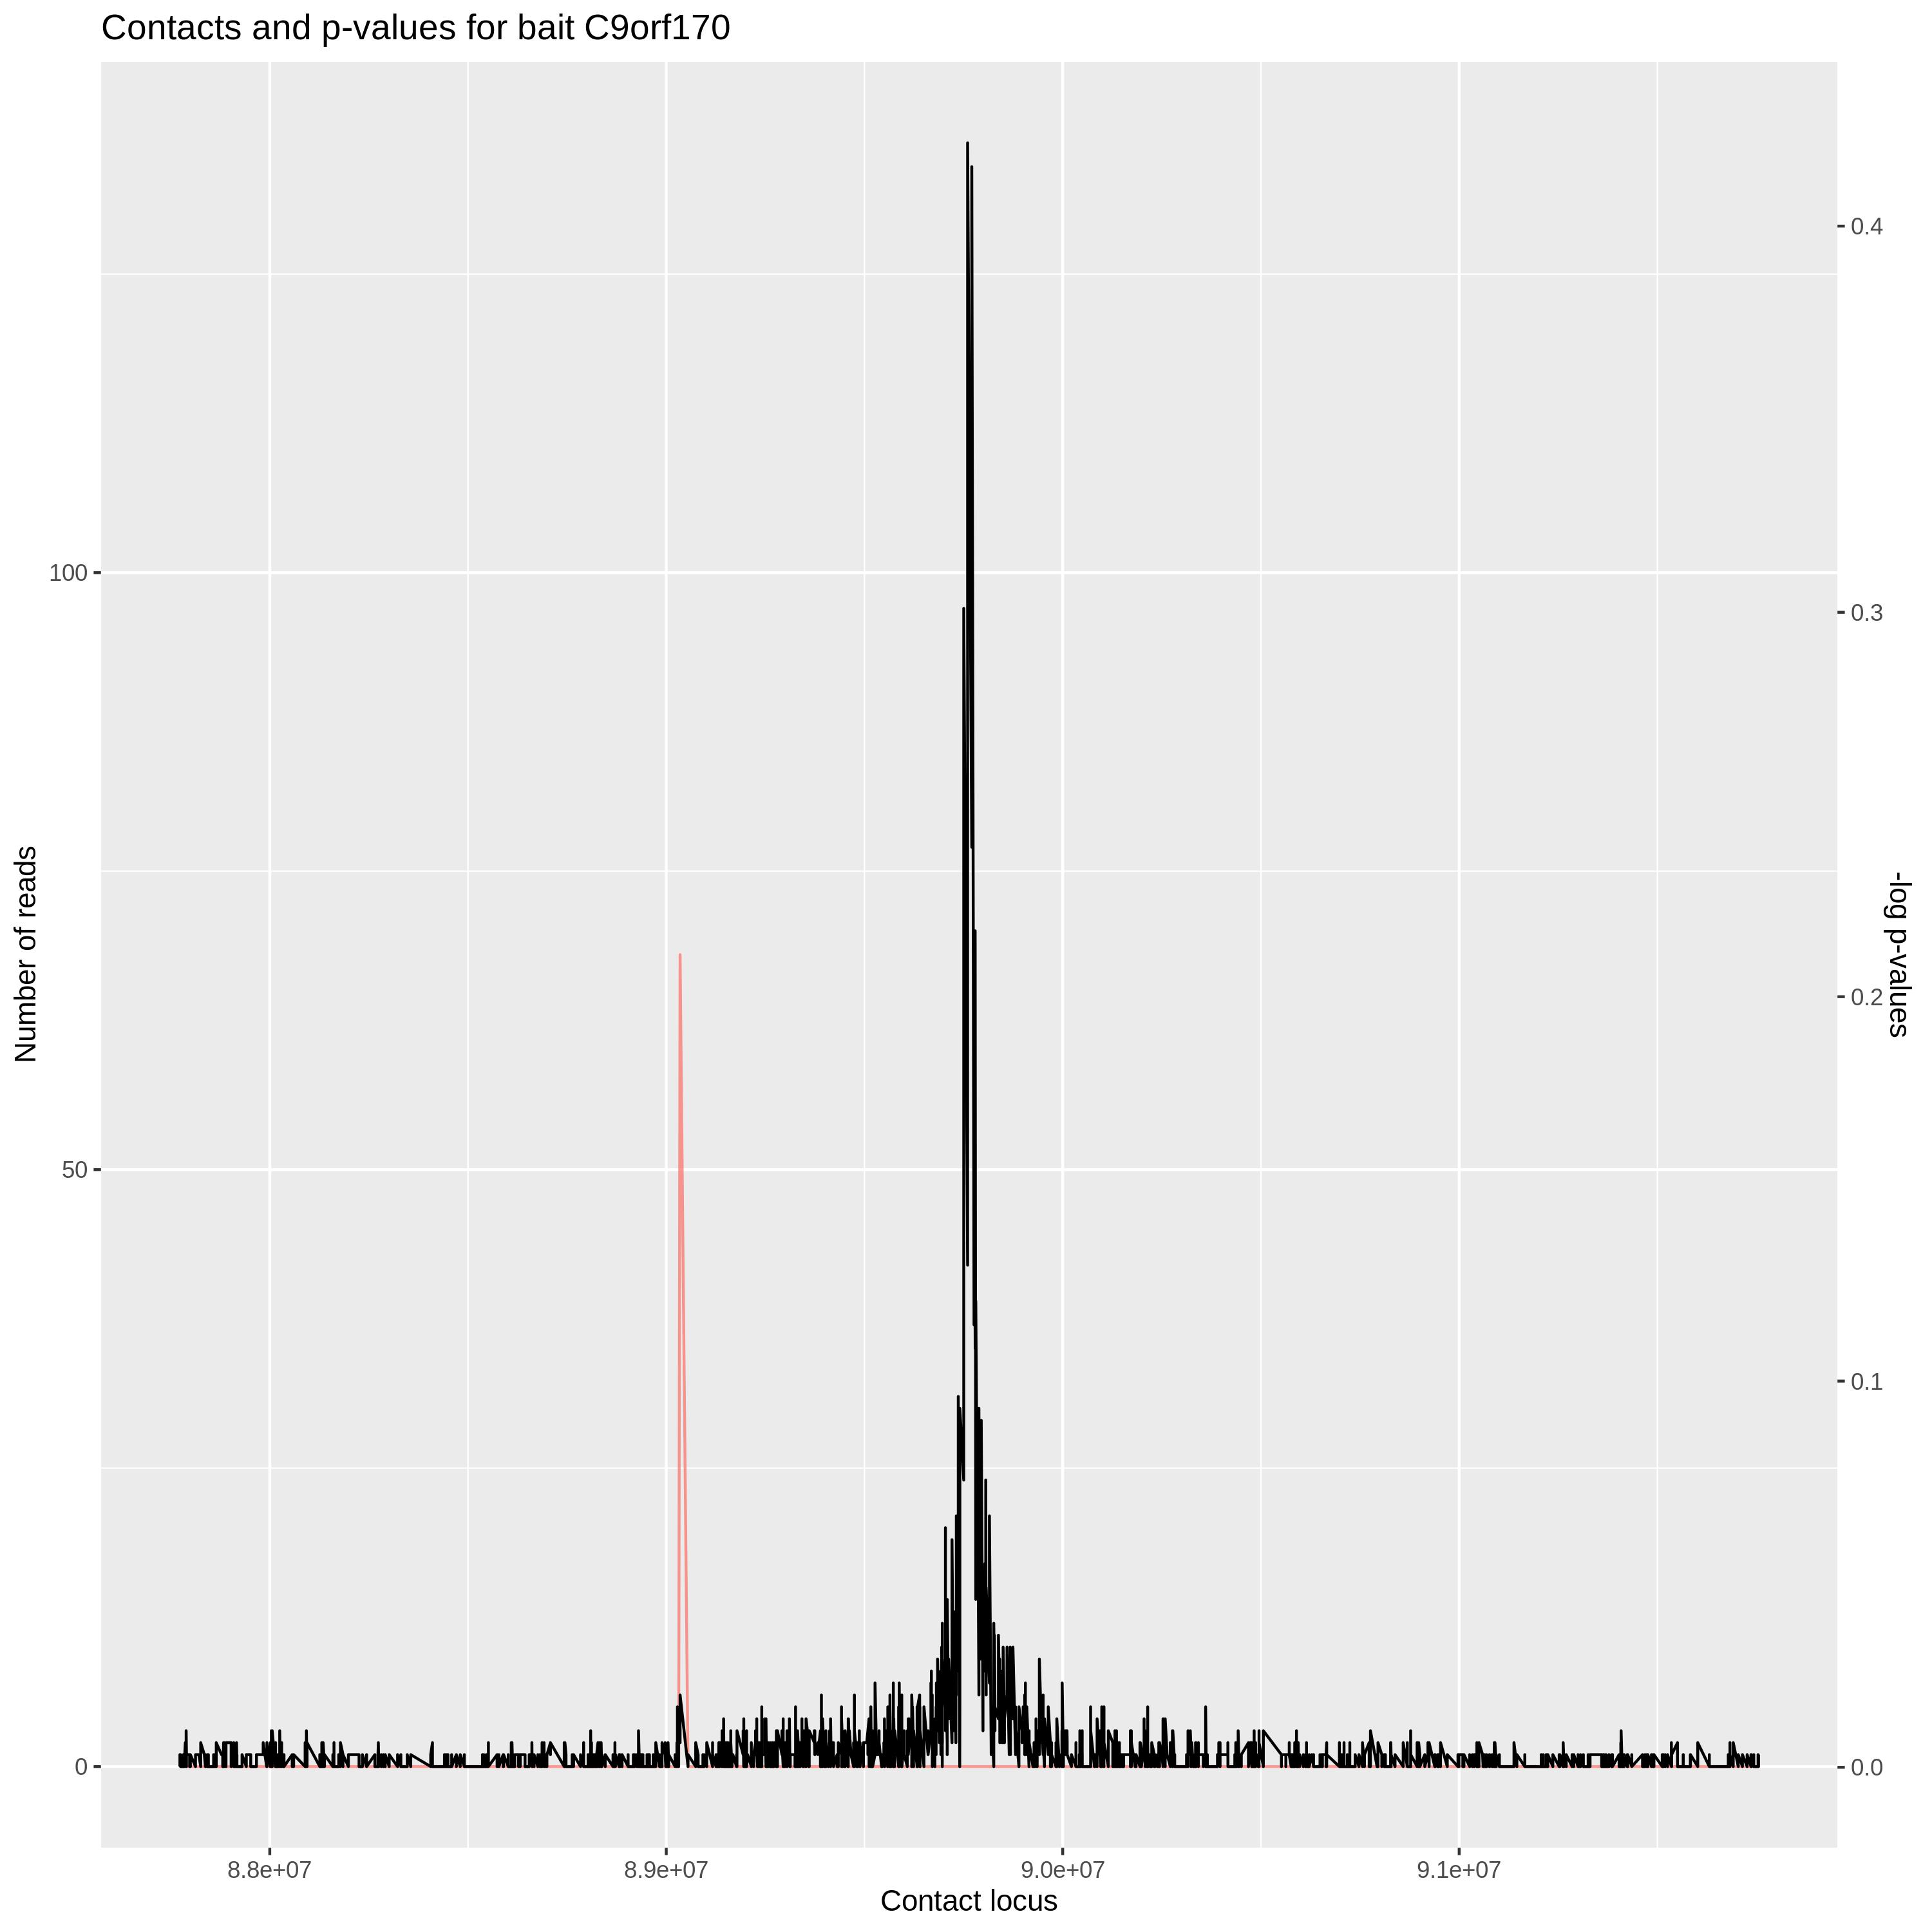 Contacts and p-values for bait C9orf170
Number of reads
100
50
0
0.4
0.3
0.2
0.1
0.0
-log p-values
8.8e+07 8.9e+07 9.0e+07 9.1e+07
Contact locus